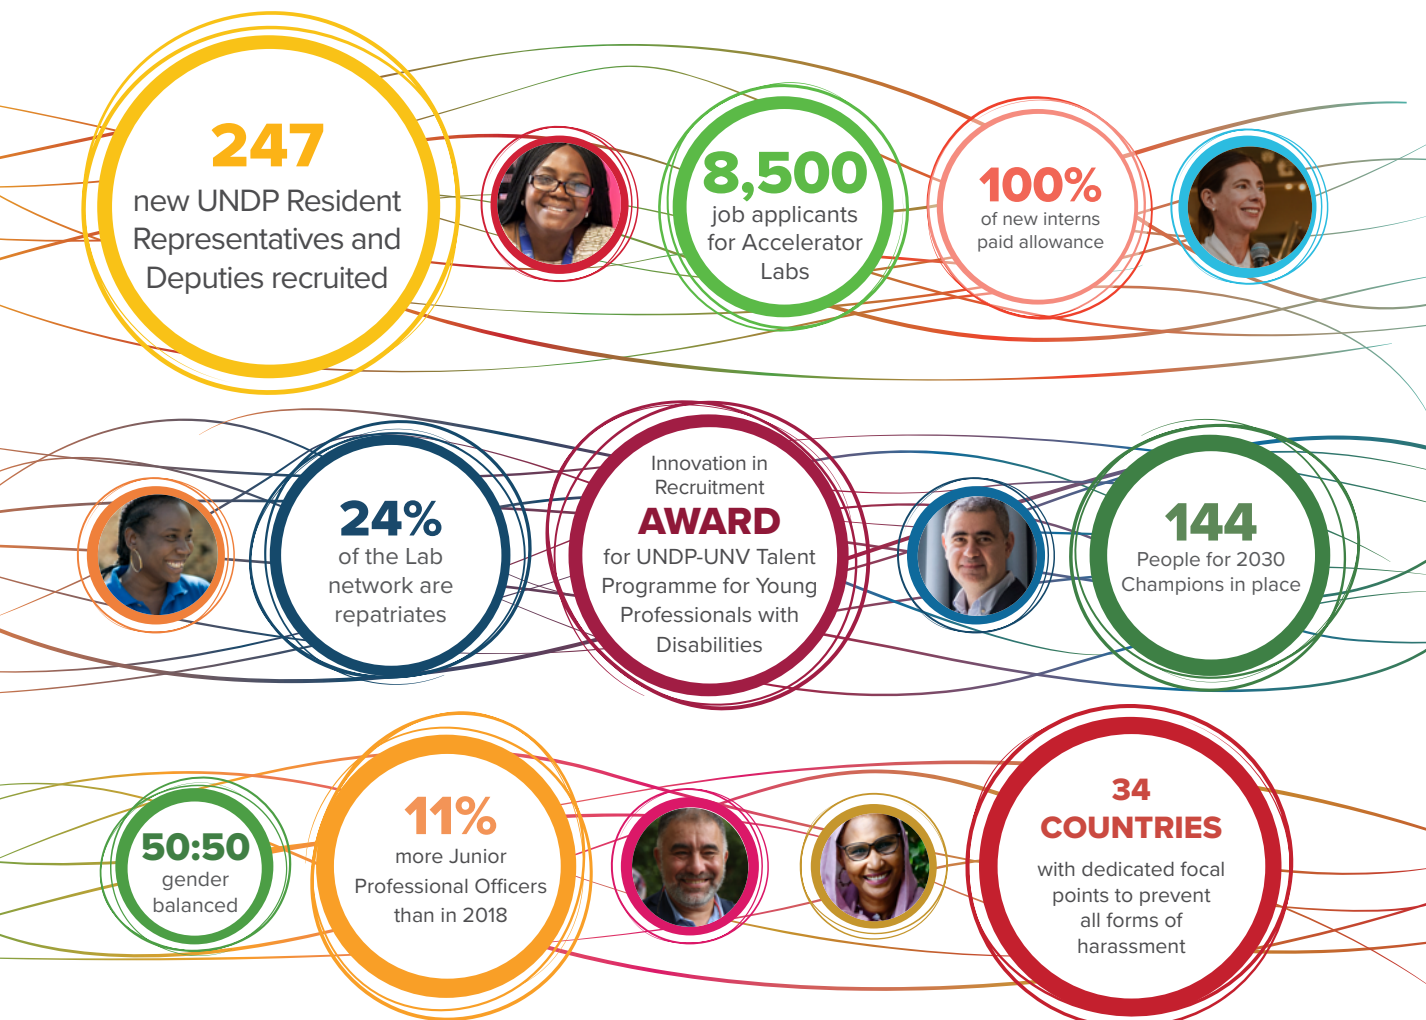 247
new UNDP Resident
Representatives and
Deputies recruited
8,500
job applicants
for Accelerator
Labs
100%
of new interns
paid allowance
24%
of the Lab
network are
repatriates
Innovation in
Recruitment
AWARD
for UNDP-UNV Talent
Programme for Young
Professionals with
Disabilities
144
People for 2030
Champions in place
50:50
gender
balanced
11%
more Junior
Professional Officers
than in 2018
34
COUNTRIES
with dedicated focal
points to prevent
all forms of
harassment